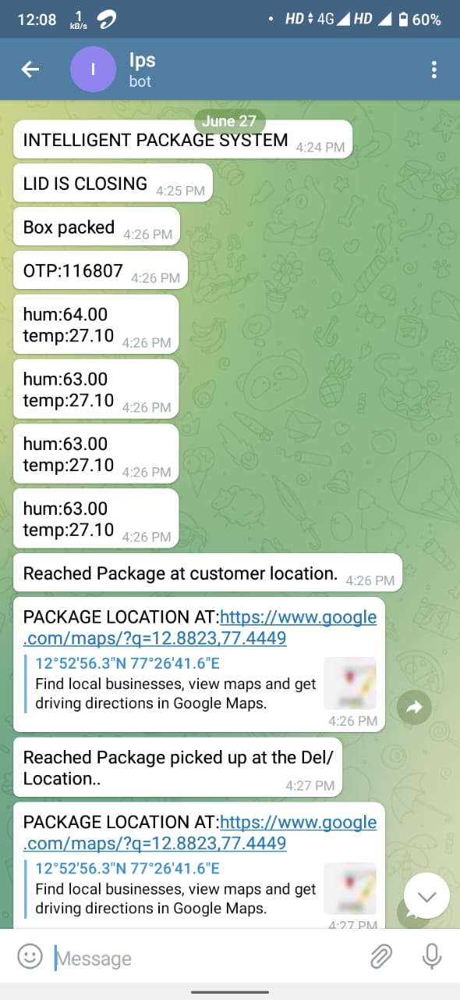 12:08 1 kB/s HD 4G HD 60%
I
Ips
bot
June 27
INTELLIGENT PACKAGE SYSTEM 4:24 PM
LID IS CLOSING 4:25 PM
Box packed 4:26 PM
OTP:116807 4:26 PM
hum:64.00
temp:27.10 4:26 PM
hum:63.00
temp:27.10 4:26 PM
hum:63.00
temp:27.10 4:26 PM
hum:63.00
temp:27.10 4:26 PM
Reached Package at customer location. 4:26 PM
PACKAGE LOCATION AT:https://www.google
.com/maps/?q=12.8823,77.4449
12°52'56.3"N 77°26'41.6"E
Find local businesses, view maps and get
driving directions in Google Maps.
4:26 PM
Reached Package picked up at the Del/
Location.. 4:27 PM
PACKAGE LOCATION AT:https://www.google
.com/maps/?q=12.8823,77.4449
12°52'56.3"N 77°26'41.6"E
Find local businesses, view maps and get
driving directions in Google Maps.
4:27 PM
Message